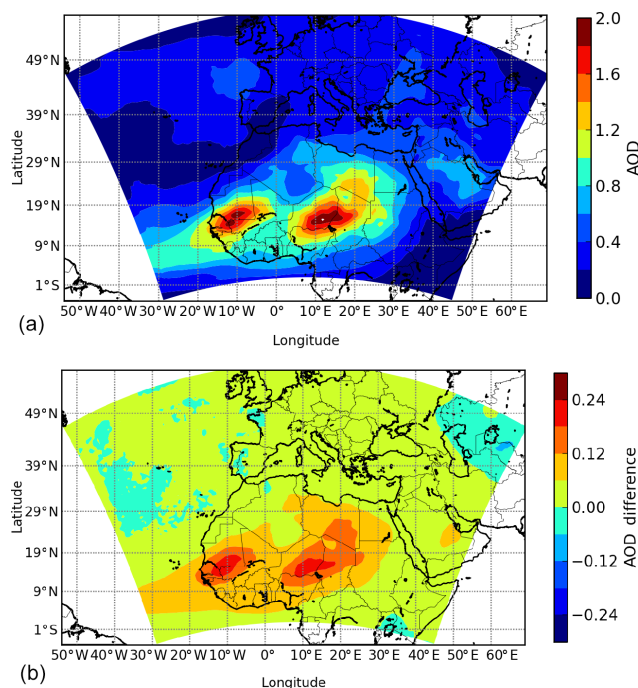 2.0
49°N
1.6
39°N
1.2
29°N
Latitude
AOD
19°N
0.8
9°N
0.4
1°S
0.0
50°W 40°W 30°W 20°W 10°W 0° 10°E 20°E 30°E 40°E 50°E 60°E
(a)
Longitude
0.24
49°N
0.12
39°N
29°N
0.00
Latitude
AOD difference
19°N
−0.12
9°N
−0.24
1°S
50°W 40°W 30°W 20°W 10°W 0° 10°E 20°E 30°E 40°E 50°E 60°E
(b)
Longitude